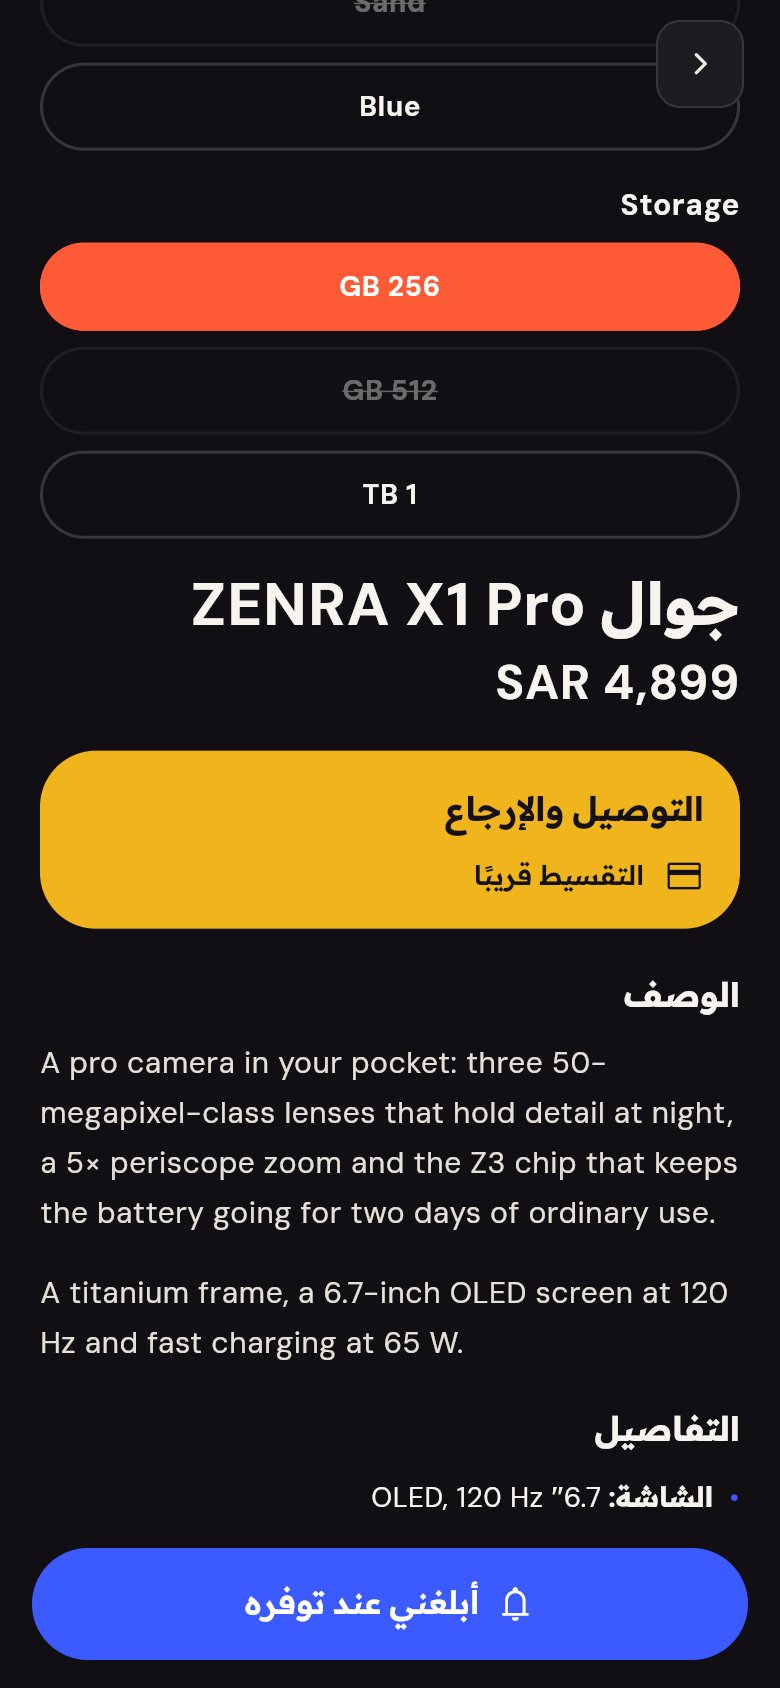 Sand
Blue
Storage
GB 256
GB 512
TB 1
جوال ZENRA X1 Pro
SAR 4,899
التوصيل والإرجاع
التقسيط قريبًا
الوصف
A pro camera in your pocket: three 50-
megapixel-class lenses that hold detail at night,
a 5× periscope zoom and the Z3 chip that keeps
the battery going for two days of ordinary use.
A titanium frame, a 6.7-inch OLED screen at 120
Hz and fast charging at 65 W.
التفاصيل
• الشاشة: 6.7″ OLED, 120 Hz
أبلغني عند توفره